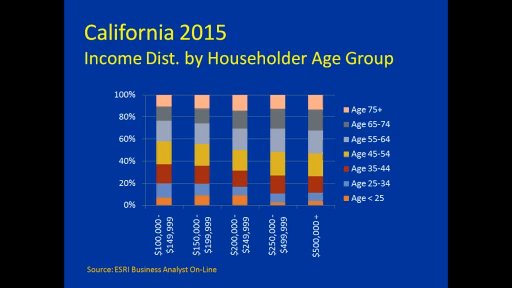 California 2015
Income Dist. by Householder Age Group
100%
80%
60%
40%
20%
0%
$100,000 -
$149,999
$150,000 -
$199,999
$200,000 -
$249,999
$250,000 -
$499,999
$500,000 +
Age 75+
Age 65-74
Age 55-64
Age 45-54
Age 35-44
Age 25-34
Age < 25
Source: ESRI Business Analyst On-Line